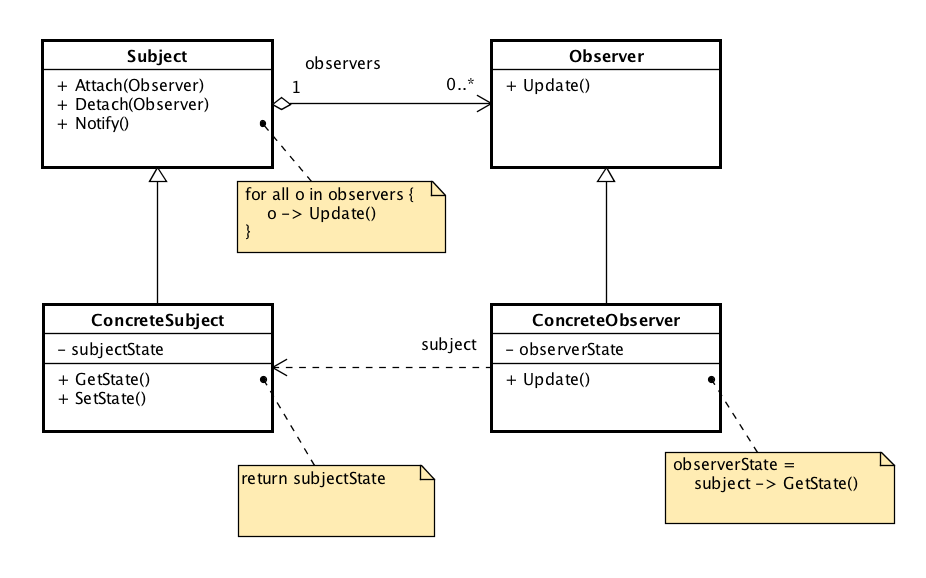 Subject
+ Attach(Observer)
+ Detach(Observer)
+ Notify()
observers
1
0..*
Observer
+ Update()
for all o in observers {
o -> Update()
}
ConcreteSubject
- subjectState
+ GetState()
+ SetState()
subject
ConcreteObserver
- observerState
+ Update()
return subjectState
observerState =
subject -> GetState()